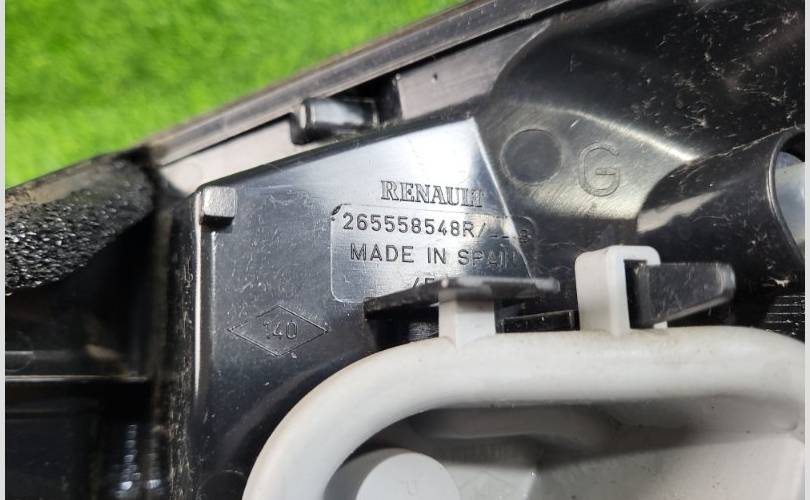 RENAULT
265558548R/
MADE IN SPAIN
G
140